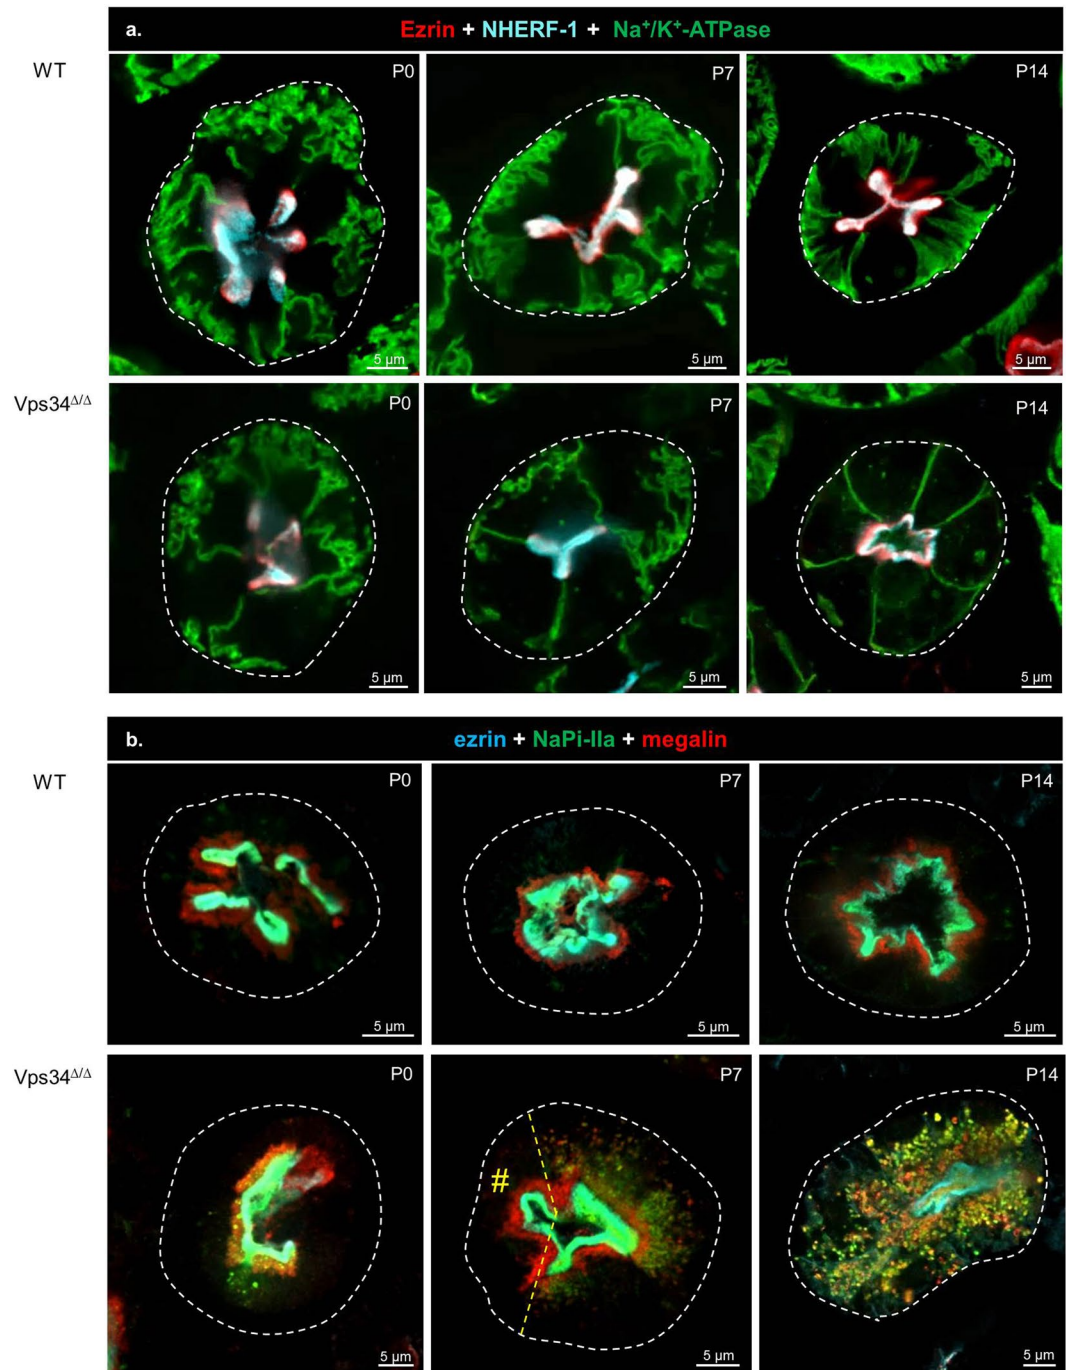 a. Ezrin + NHERF-1 + Na⁺/K⁺-ATPase
WT
P0
P7
P14
5 µm
5 µm
5 µm
Vps34Δ/Δ
P0
P7
P14
5 µm
5 µm
5 µm
b. ezrin + NaPi-IIa + megalin
WT
P0
P7
P14
5 µm
5 µm
5 µm
Vps34Δ/Δ
P0
P7
P14
#
5 µm
5 µm
5 µm